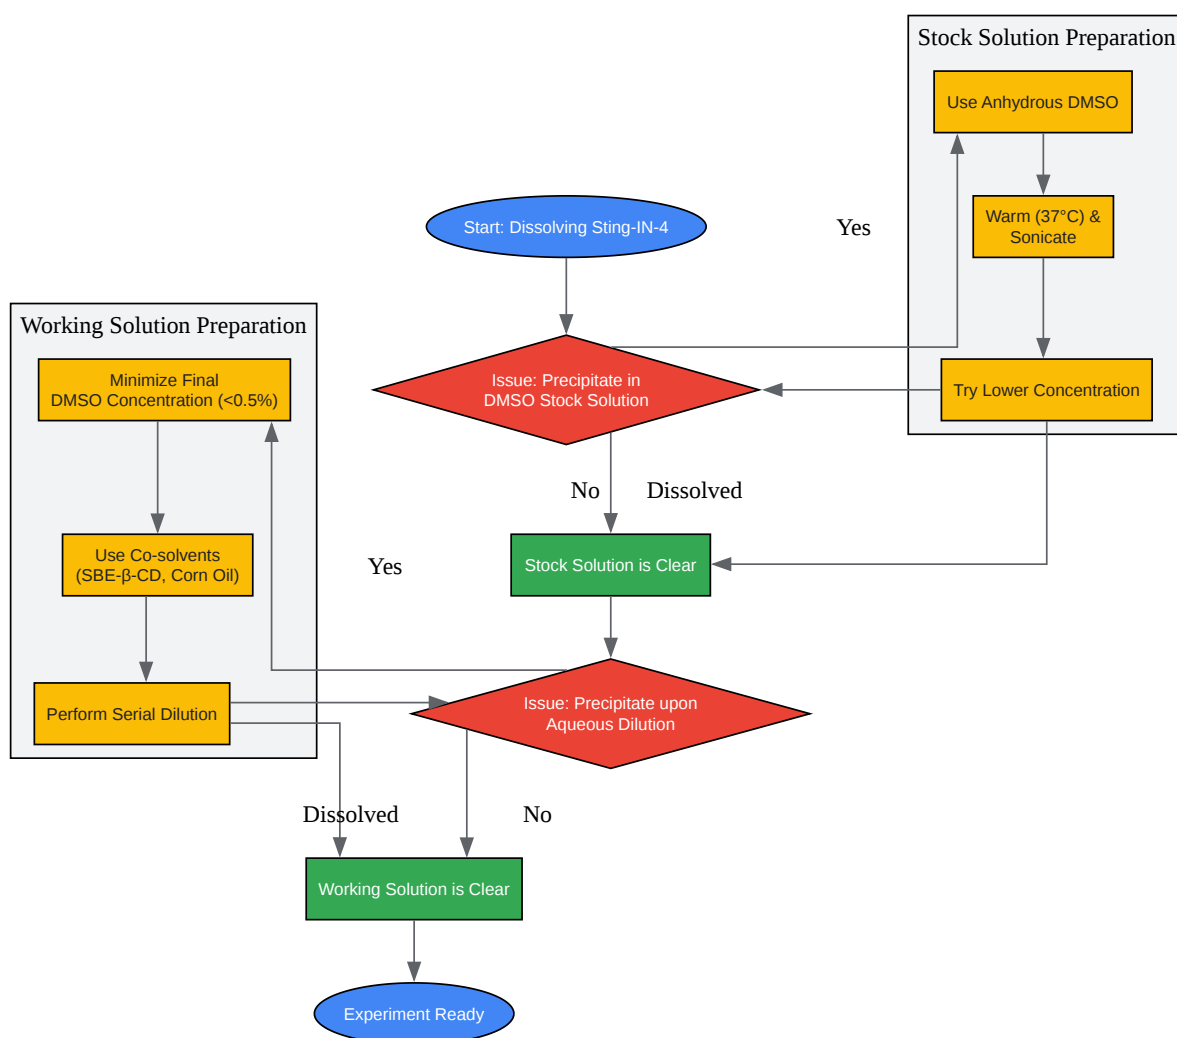 Stock Solution Preparation
Use Anhydrous DMSO
Warm (37°C) &
Sonicate
Try Lower Concentration
Start: Dissolving Sting-IN-4
Yes
Issue: Precipitate in
DMSO Stock Solution
No
Dissolved
Stock Solution is Clear
Working Solution Preparation
Minimize Final
DMSO Concentration (<0.5%)
Use Co-solvents
(SBE-β-CD, Corn Oil)
Perform Serial Dilution
Yes
Issue: Precipitate upon
Aqueous Dilution
Dissolved
No
Working Solution is Clear
Experiment Ready